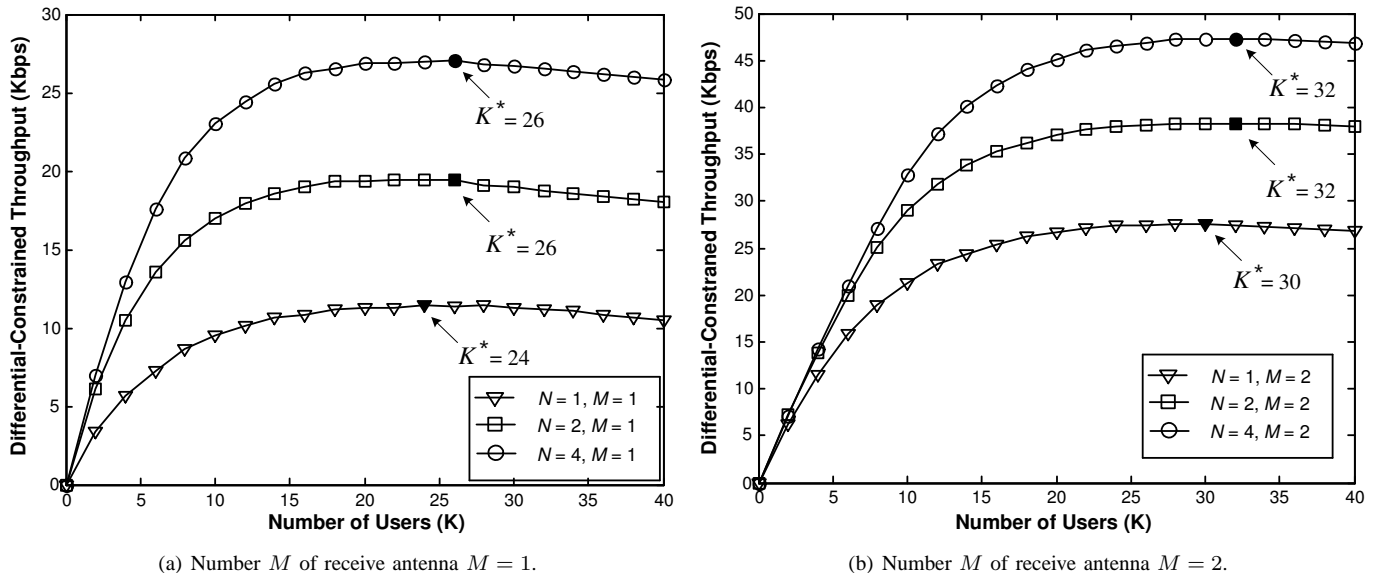 Differential-Constrained Throughput (Kbps)
30
25
20
15
10
5
0
K* = 26
K* = 26
K* = 24
N = 1, M = 1
N = 2, M = 1
N = 4, M = 1
0 5 10 15 20 25 30 35 40
Number of Users (K)
(a) Number M of receive antenna M = 1.
Differential-Constraned Throughput (Kbps)
50
45
40
35
30
25
20
15
10
5
0
K* = 32
K* = 32
K* = 30
N = 1, M = 2
N = 2, M = 2
N = 4, M = 2
0 5 10 15 20 25 30 35 40
Number of Users (K)
(b) Number M of receive antenna M = 2.